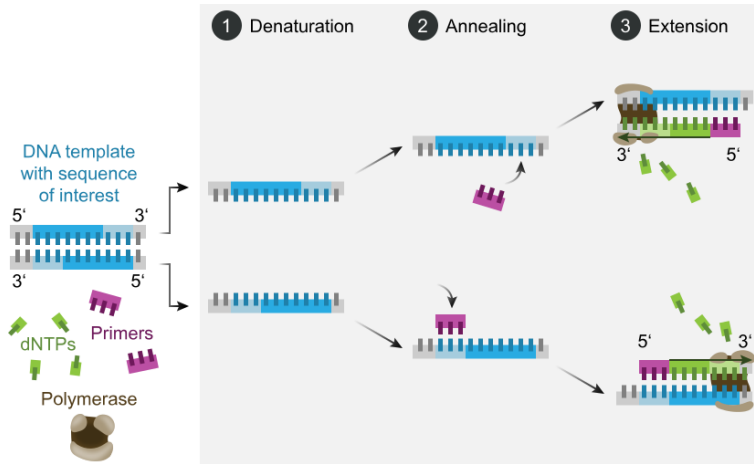 1 Denaturation
2 Annealing
3 Extension
DNA template
with sequence
of interest
5‘ 3‘
3‘ 5‘
Primers
dNTPs
Polymerase
3‘ 5‘
5‘ 3‘